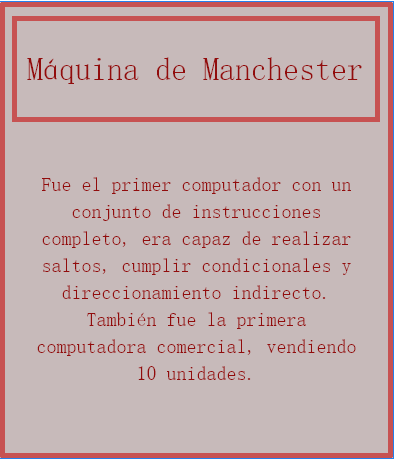 Máquina de Manchester
Fue el primer computador con un
conjunto de instrucciones
completo, era capaz de realizar
saltos, cumplir condicionales y
direccionamiento indirecto.
También fue la primera
computadora comercial, vendiendo
10 unidades.